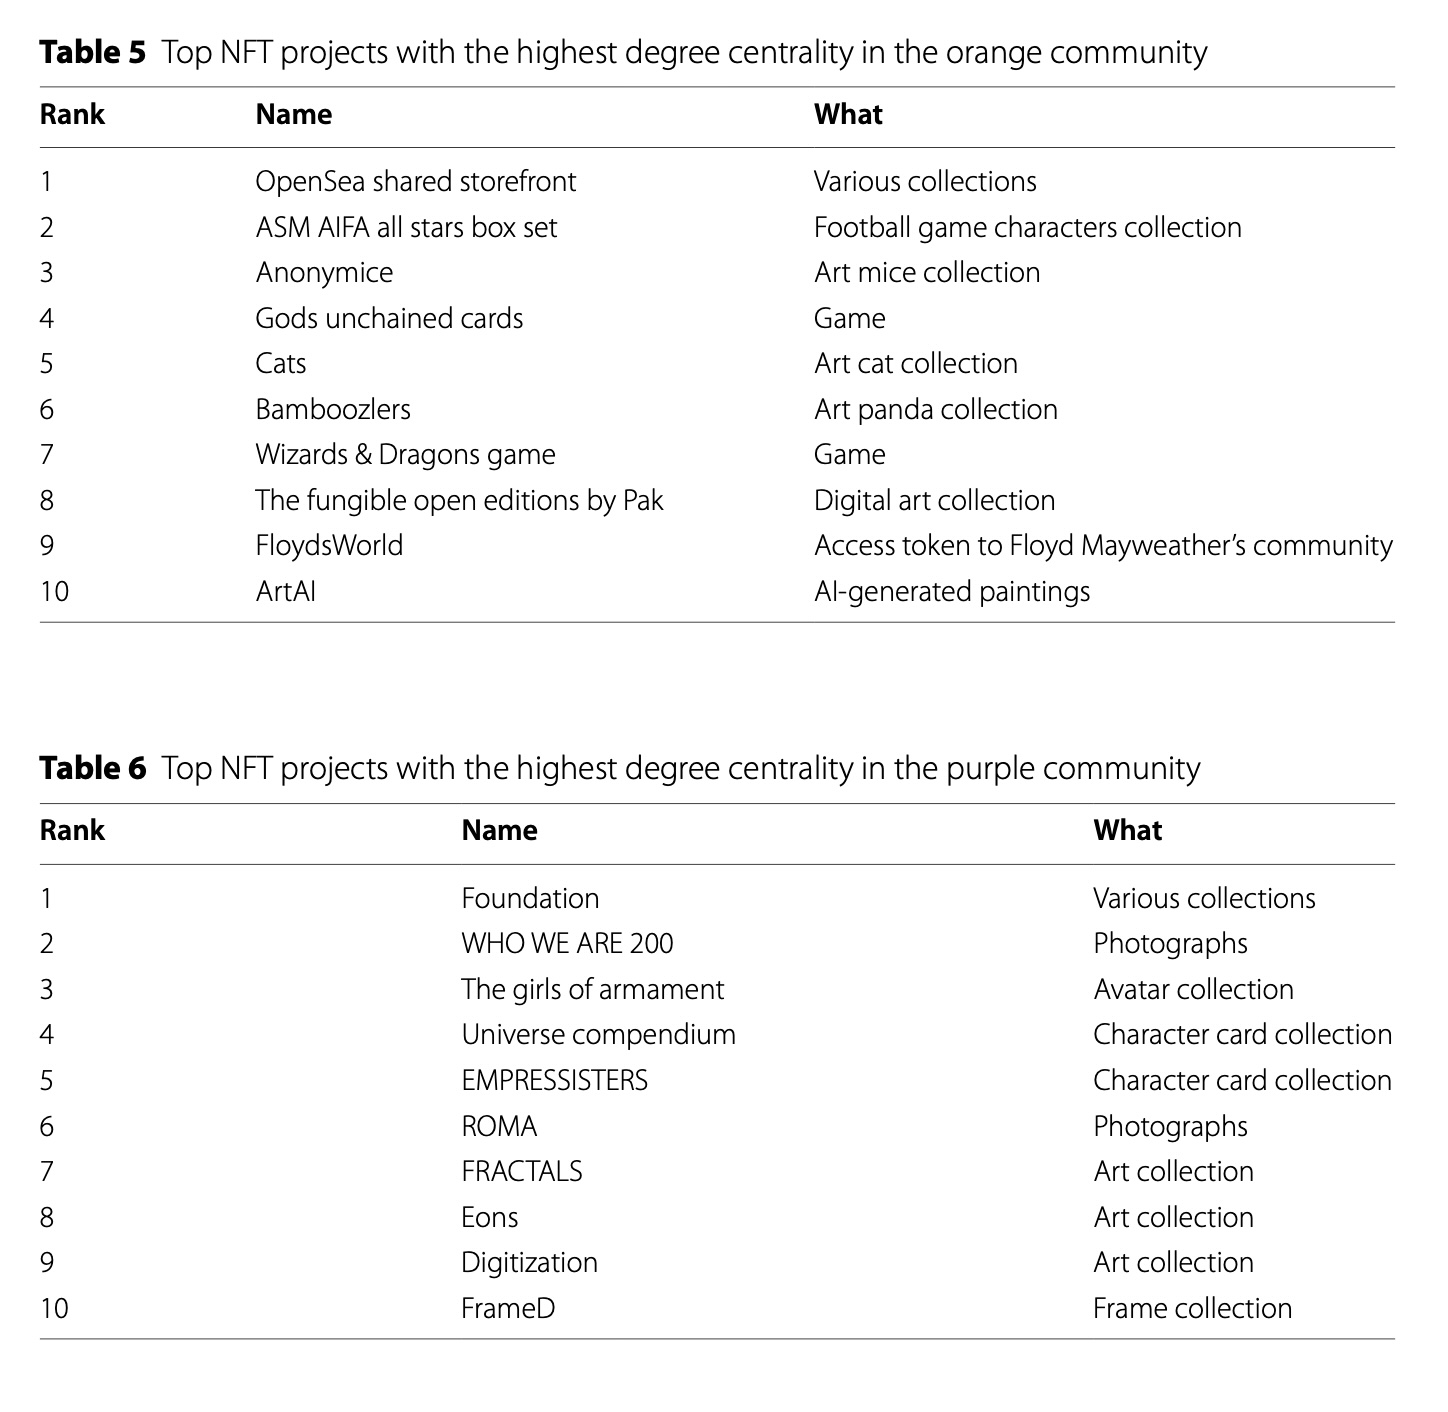 Table 5 Top NFT projects with the highest degree centrality in the orange community
Rank Name What
1 OpenSea shared storefront Various collections
2 ASM AIFA all stars box set Football game characters collection
3 Anonymice Art mice collection
4 Gods unchained cards Game
5 Cats Art cat collection
6 Bamboozlers Art panda collection
7 Wizards & Dragons game Game
8 The fungible open editions by Pak Digital art collection
9 FloydsWorld Access token to Floyd Mayweather’s community
10 ArtAI AI-generated paintings
Table 6 Top NFT projects with the highest degree centrality in the purple community
Rank Name What
1 Foundation Various collections
2 WHO WE ARE 200 Photographs
3 The girls of armament Avatar collection
4 Universe compendium Character card collection
5 EMPRESSISTERS Character card collection
6 ROMA Photographs
7 FRACTALS Art collection
8 Eons Art collection
9 Digitization Art collection
10 FrameD Frame collection